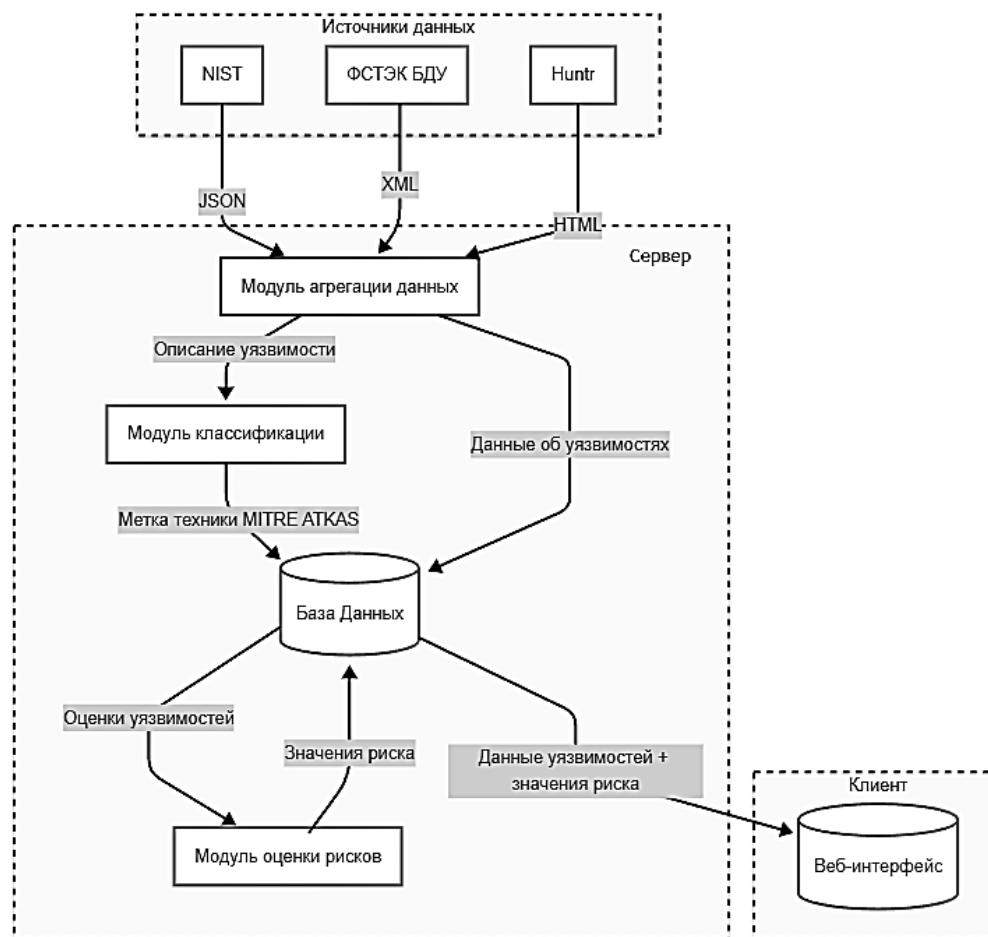 Источники данных
NIST
ФСТЭК БДУ
Huntr
JSON
XML
HTML
Сервер
Модуль агрегации данных
Описание уязвимости
Модуль классификации
Данные об уязвимостях
Метка техники MITRE ATKAS
База Данных
Оценки уязвимостей
Значения риска
Данные уязвимостей +
значения риска
Клиент
Модуль оценки рисков
Веб-интерфейс